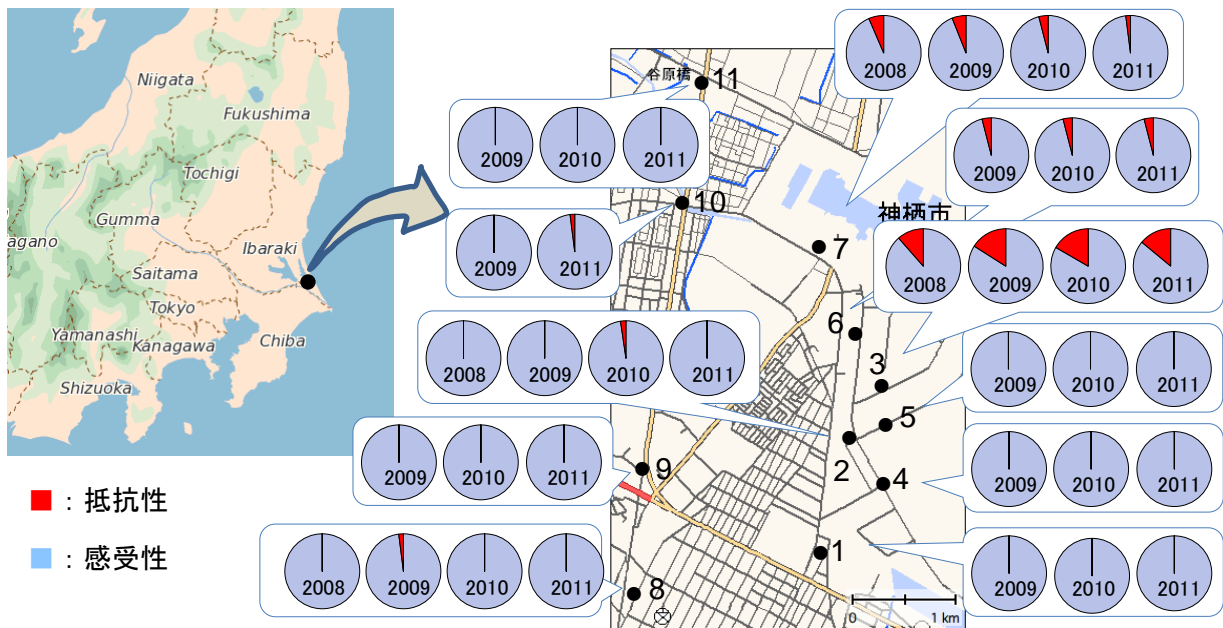 Niigata
Fukushima
Tochigi
Gumma
Ibaraki
agano
Saitama
Tokyo
Yamanashi
Kanagawa
Chiba
Shizuoka
: 抵抗性
: 感受性
谷原橋
11
2008 2009 2010 2011
2009 2010 2011
2009 2010 2011
10
神栖市
2009 2011
7
2008 2009 2010 2011
6
2008 2009 2010 2011
3
2009 2010 2011
5
2009 2010 2011
9
2
4
2009 2010 2011
1
2009 2010 2011
2008 2009 2010 2011
8
0 1 km